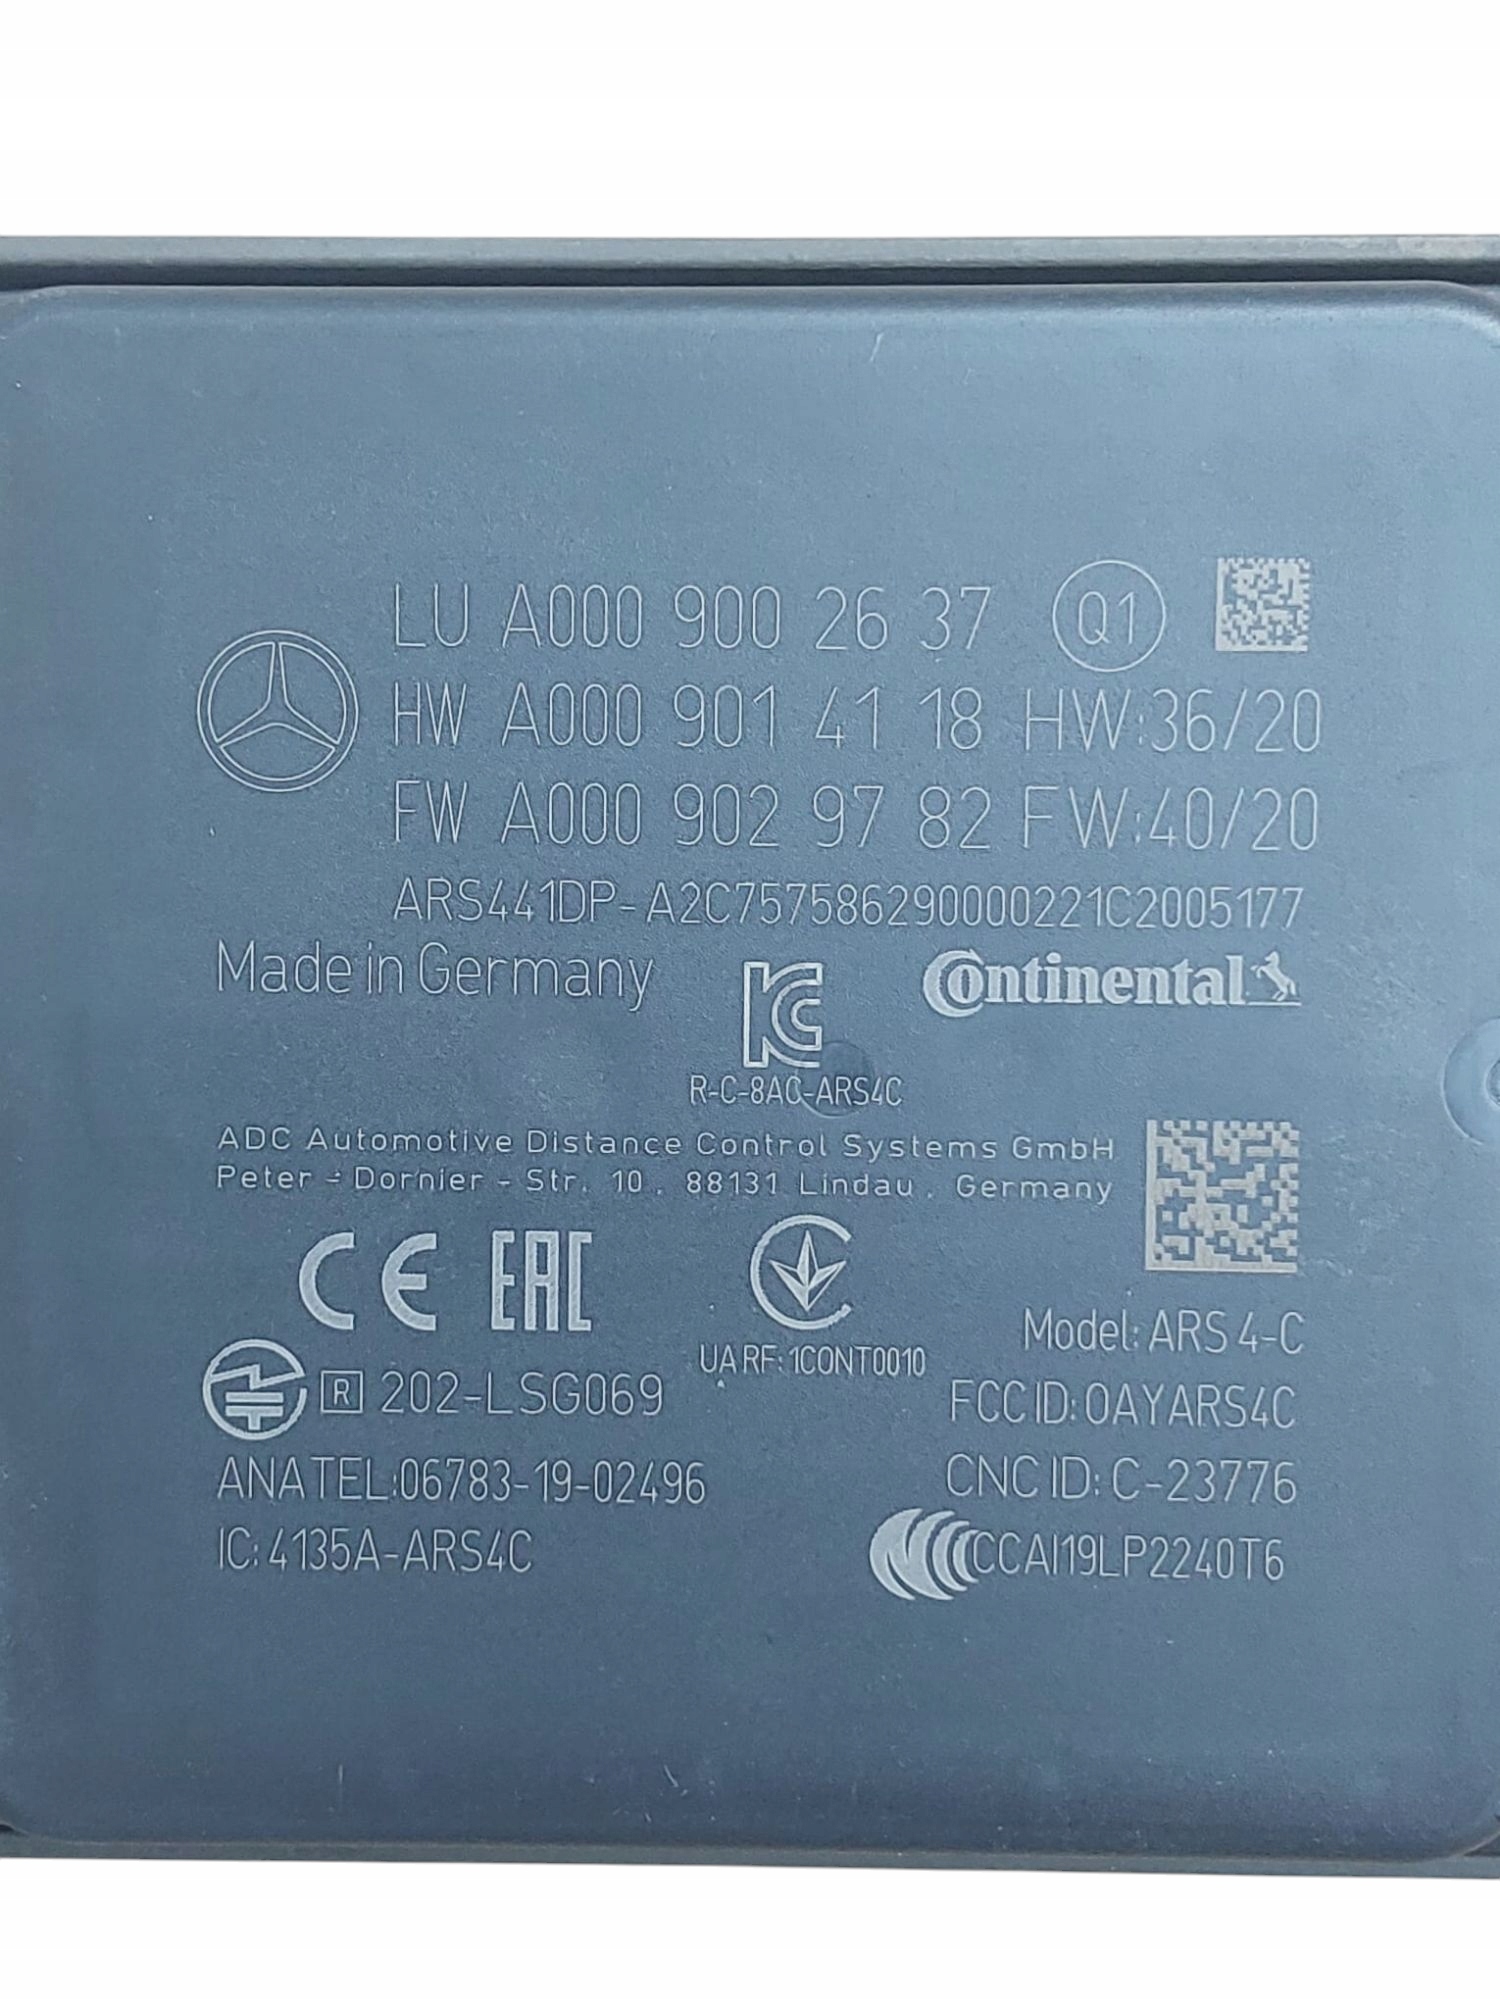 LU A000 900 26 37 Q1
HW A000 901 41 18 HW:36/20
FW A000 902 97 82 FW:40/20
ARS441DP-A2C757586290000221C2005177
Made in Germany
Continental
R-C-8AC-ARS4C
ADC Automotive Distance Control Systems GmbH
Peter - Dornier - Str. 10 . 88131 Lindau . Germany
CE EAC
UA RF: 1CONT0010
Model: ARS 4-C
R 202-LSG069
FCC ID: OAYARS4C
ANATEL:06783-19-02496
CNC ID: C-23776
IC: 4135A-ARS4C
CCAI19LP2240T6